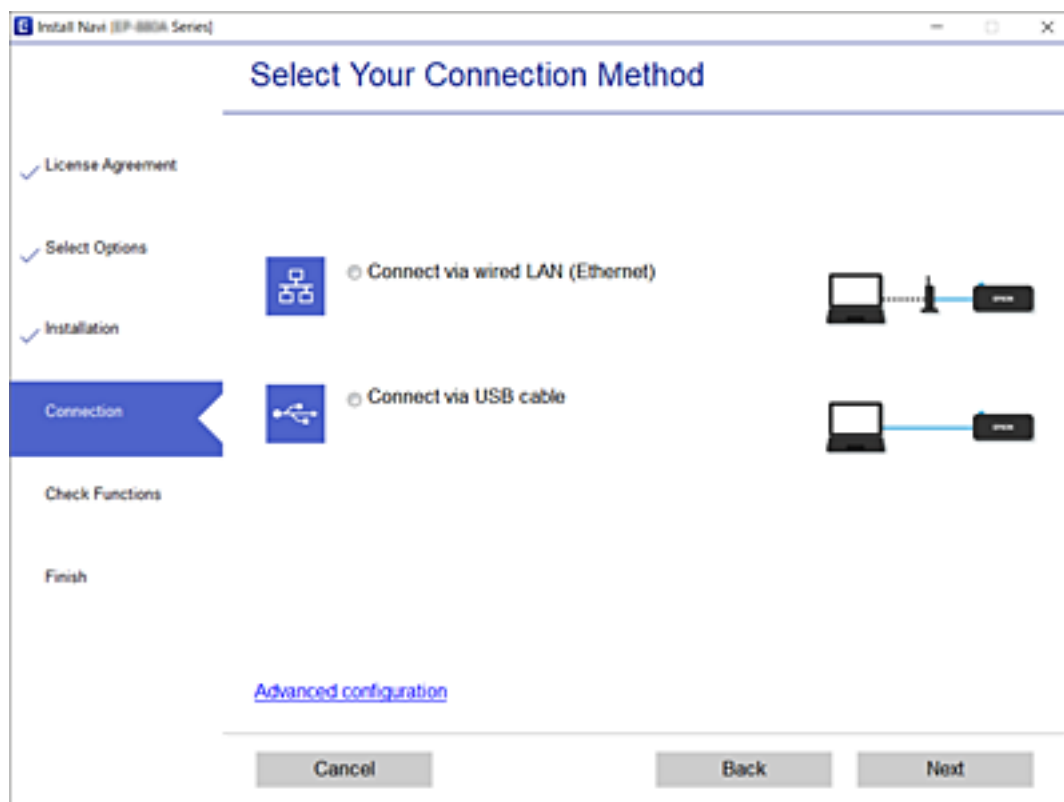 Install Navi Series]
Select Your Connection Method
License Agreement
Select Options
Installation
Connection
Check Functions
Finish
Connect via wired LAN (Ethernet)
Connect via USB cable
Advanced configuration
Cancel
Back
Next